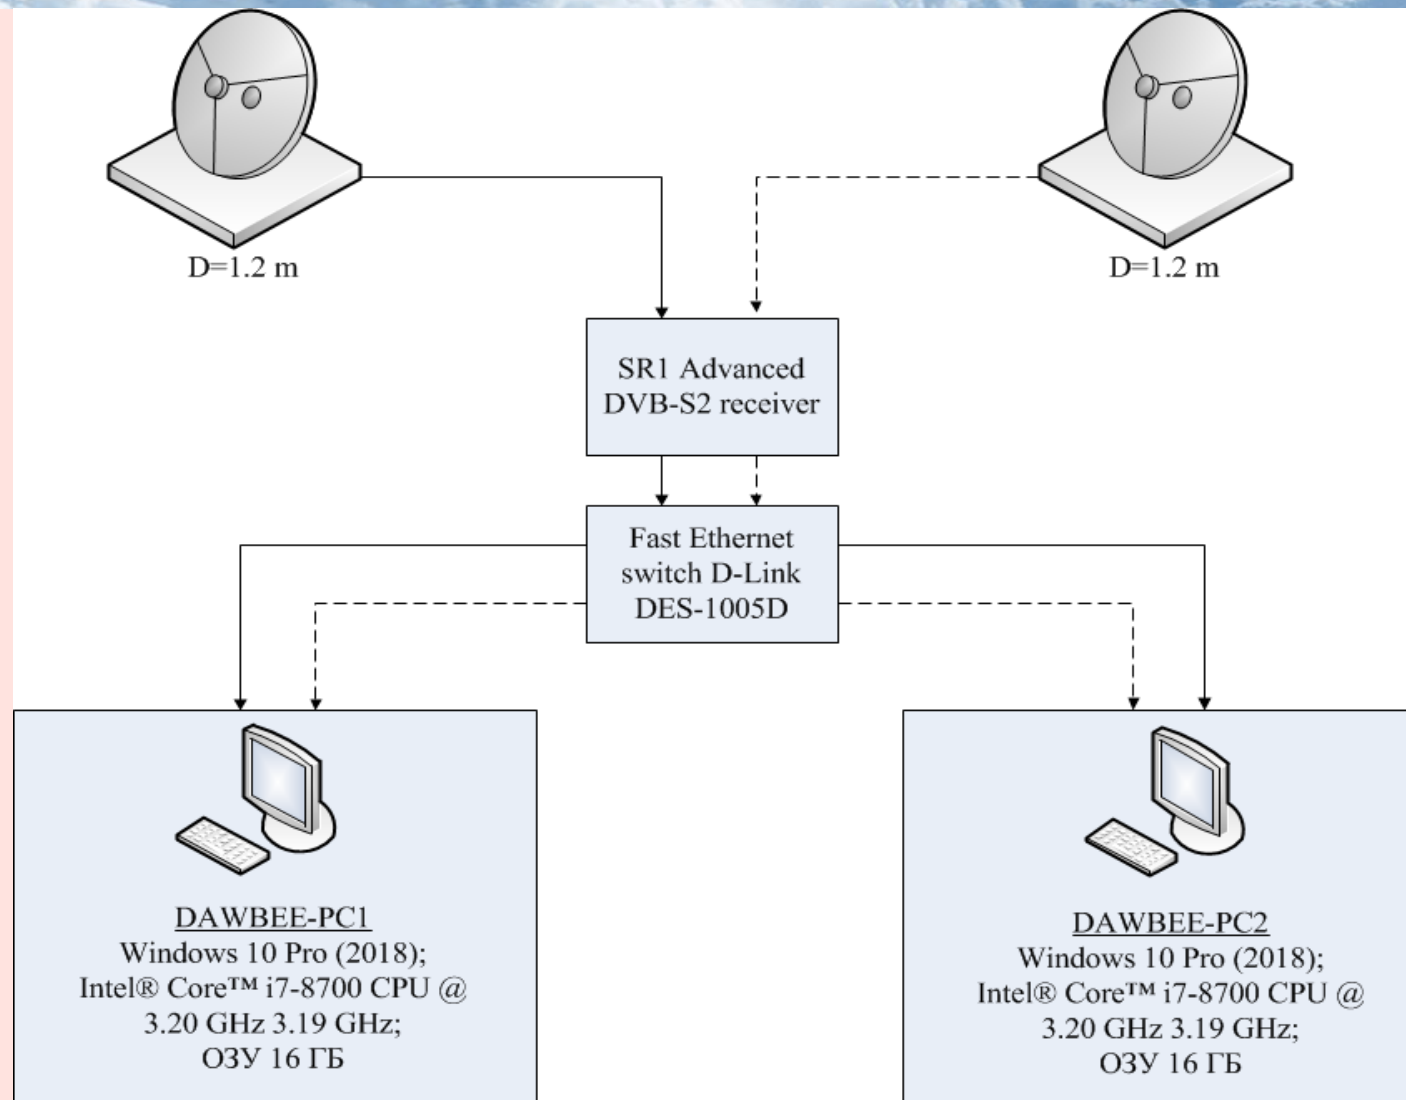 D=1.2 m
D=1.2 m
SR1 Advanced
DVB-S2 receiver
Fast Ethernet
switch D-Link
DES-1005D
DAWBEE-PC1
Windows 10 Pro (2018);
Intel® Core™ i7-8700 CPU @
3.20 GHz 3.19 GHz;
ОЗУ 16 ГБ
DAWBEE-PC2
Windows 10 Pro (2018);
Intel® Core™ i7-8700 CPU @
3.20 GHz 3.19 GHz;
ОЗУ 16 ГБ